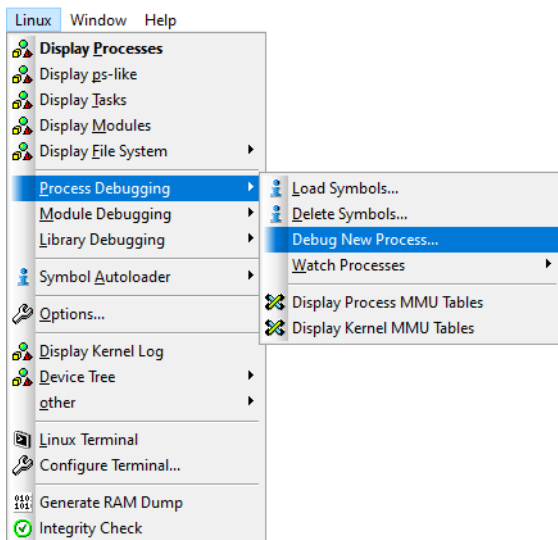 Linux Window Help
Display Processes
Display ps-like
Display Tasks
Display Modules
Display File System
Process Debugging
Module Debugging
Library Debugging
Symbol Autoloader
Options...
Display Kernel Log
Device Tree
other
Linux Terminal
Configure Terminal...
Generate RAM Dump
Integrity Check
Load Symbols...
Delete Symbols...
Debug New Process...
Watch Processes
Display Process MMU Tables
Display Kernel MMU Tables